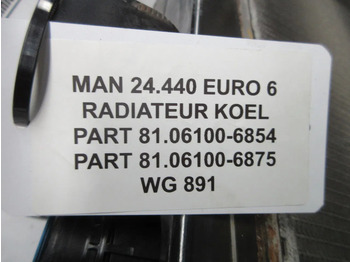 MAN 24.440 EURO 6
RADIATEUR KOEL
PART 81.06100-6854
PART 81.06100-6875
WG 891